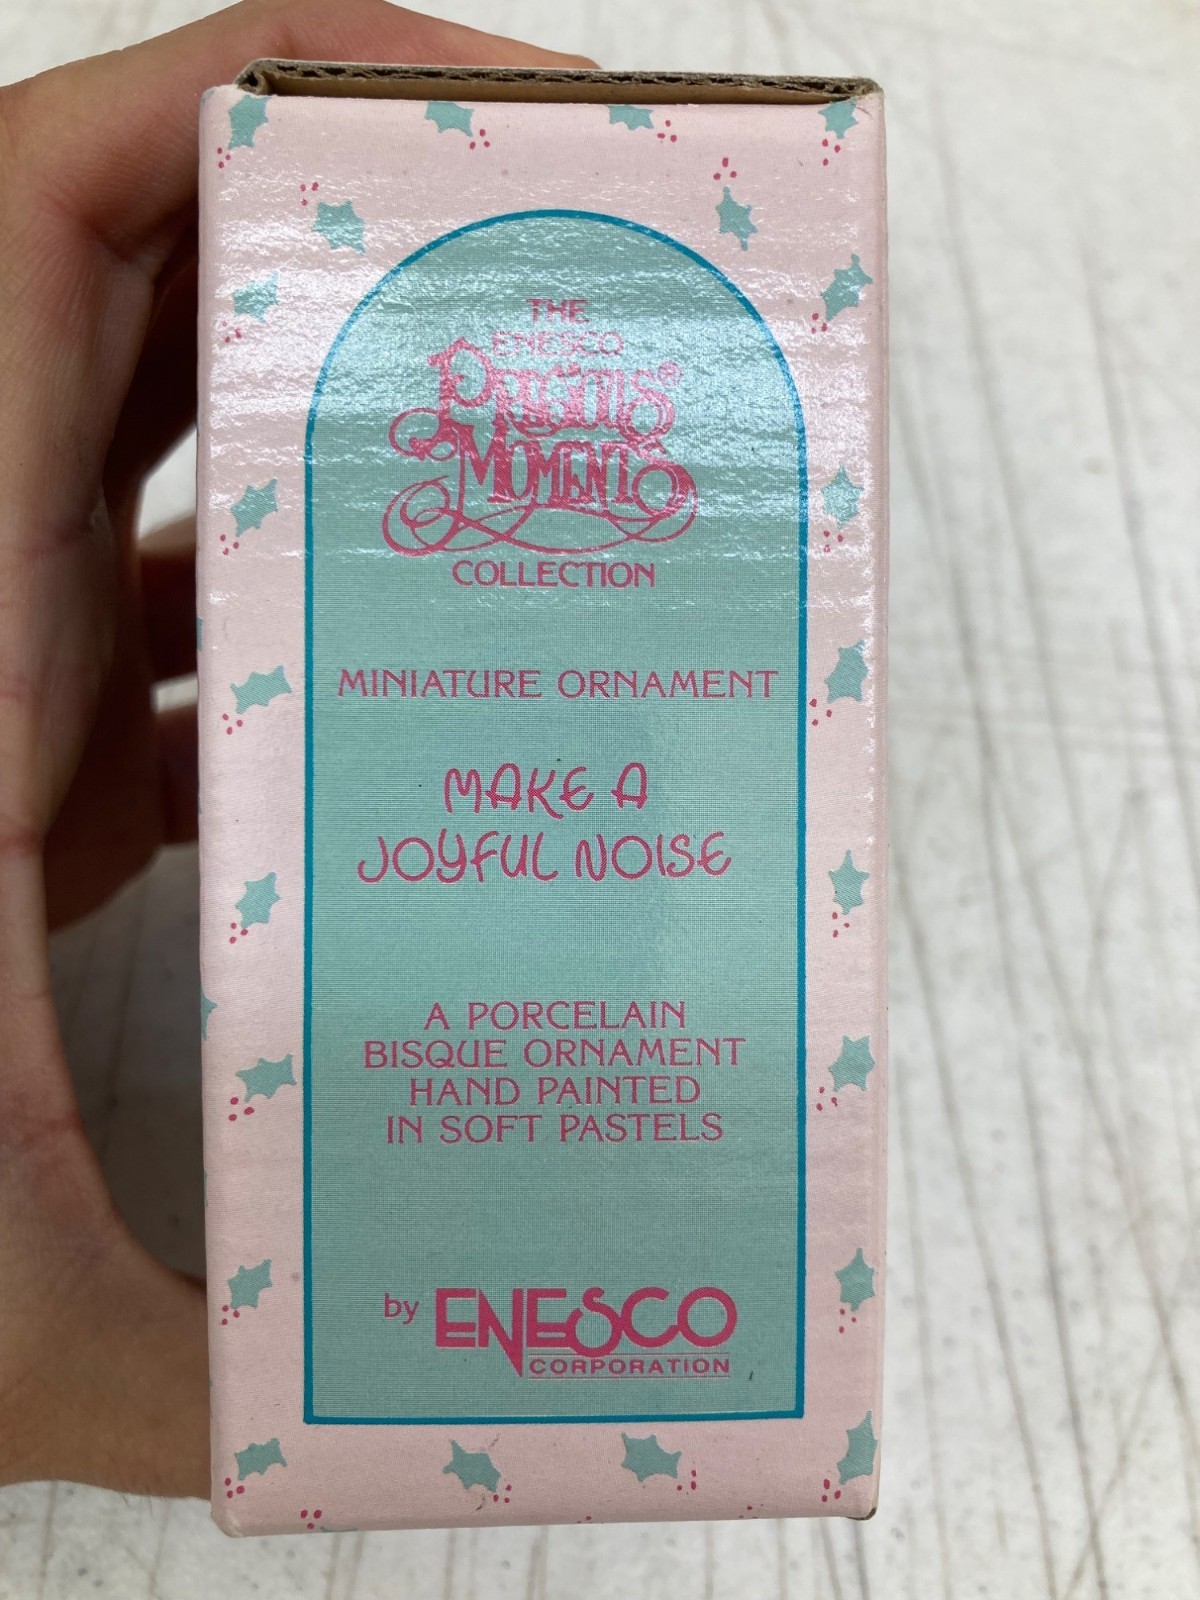 THE
ENESCO
PRECIOUS®
MOMENTS
COLLECTION
MINIATURE ORNAMENT
MAKE A
JOYFUL NOISE
A PORCELAIN
BISQUE ORNAMENT
HAND PAINTED
IN SOFT PASTELS
by ENESCO
CORPORATION